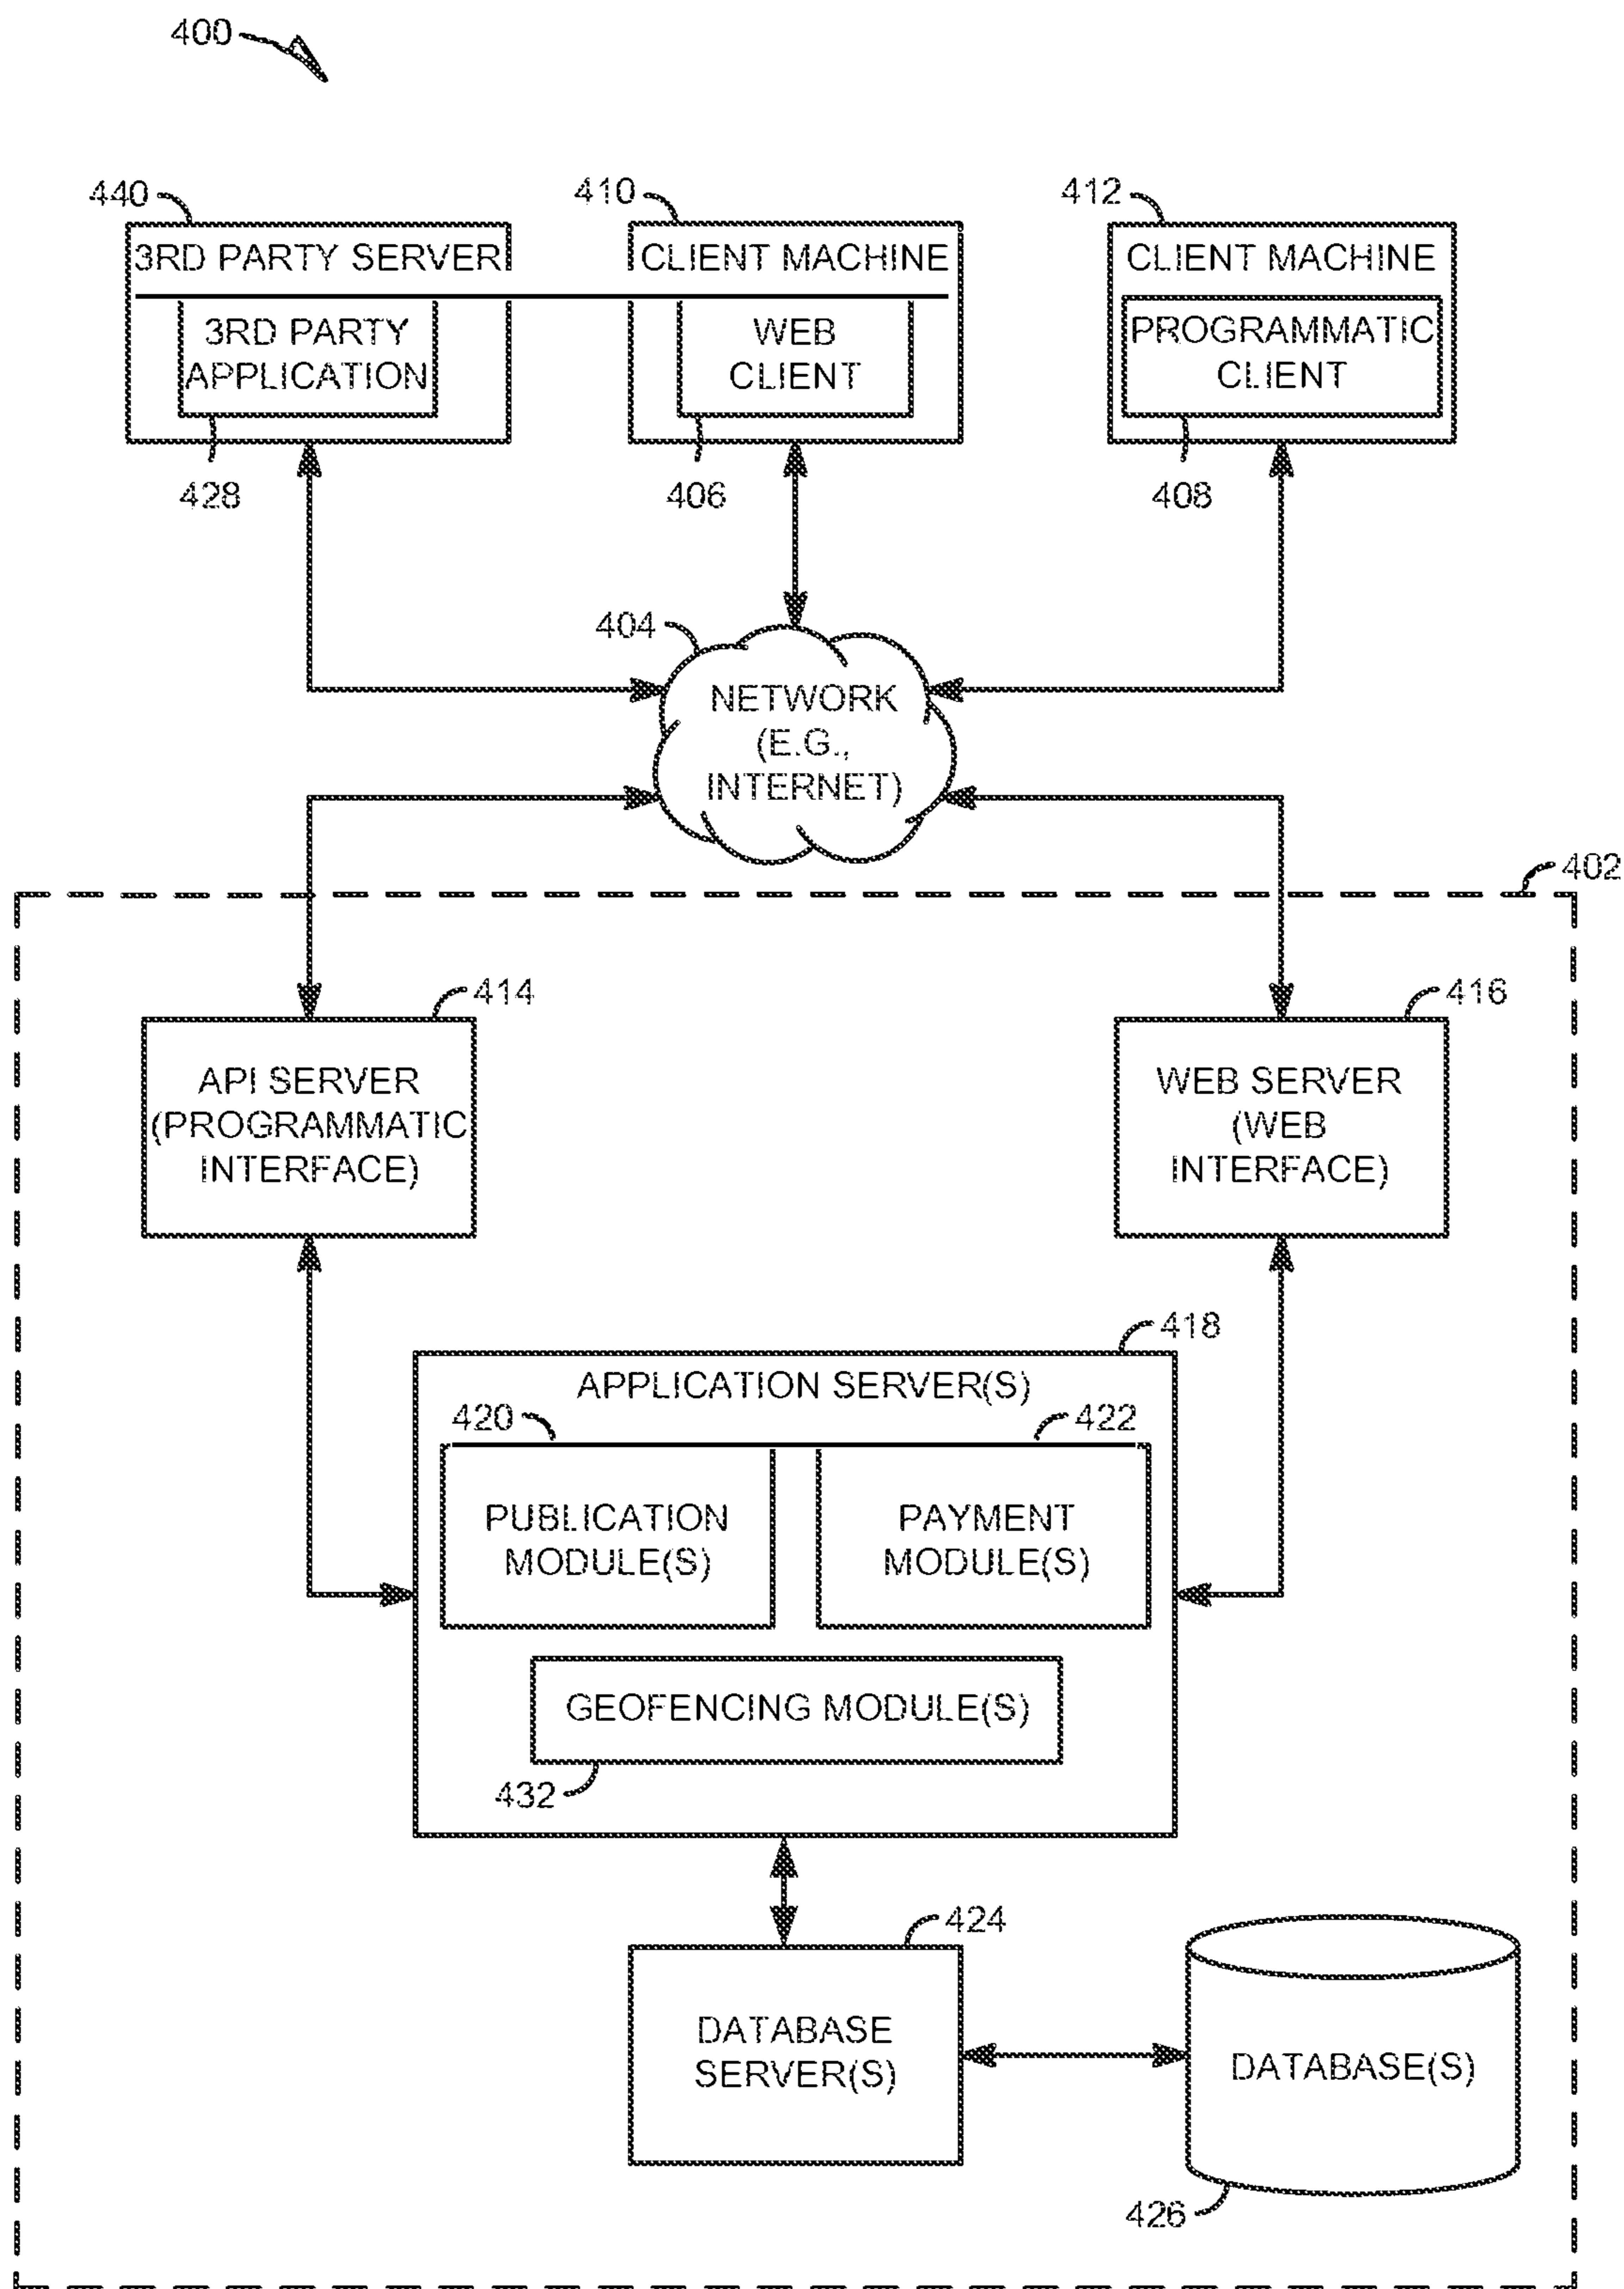 400
440
410
412
3RD PARTY SERVER
CLIENT MACHINE
CLIENT MACHINE
3RD PARTY
APPLICATION
WEB
CLIENT
PROGRAMMATIC
CLIENT
428
406
408
404
NETWORK
(E.G.,
INTERNET)
402
414
416
API SERVER
(PROGRAMMATIC
INTERFACE)
WEB SERVER
(WEB
INTERFACE)
418
APPLICATION SERVER(S)
420
422
PUBLICATION
MODULE(S)
PAYMENT
MODULE(S)
GEOFENCING MODULE(S)
432
424
DATABASE
SERVER(S)
DATABASE(S)
426